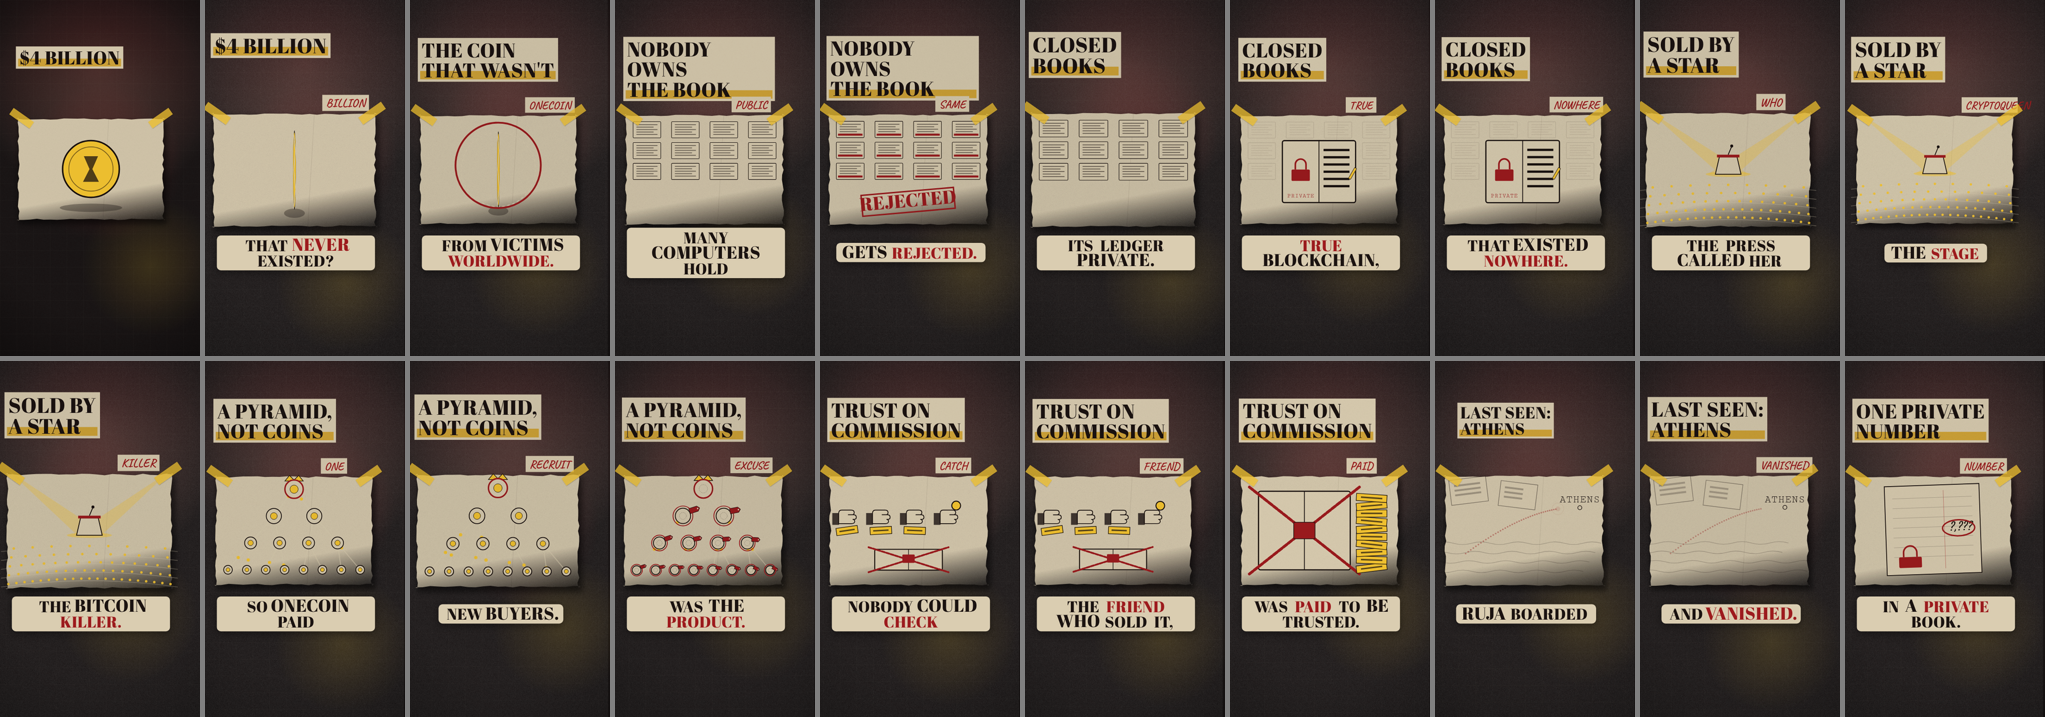 $4 BILLION
$4 BILLION
BILLION
THAT NEVER
EXISTED?
THE COIN
THAT WASN'T
ONECOIN
FROM VICTIMS
WORLDWIDE.
NOBODY
OWNS
THE BOOK
PUBLIC
MANY
COMPUTERS
HOLD
NOBODY
OWNS
THE BOOK
SAME
REJECTED
GETS REJECTED.
CLOSED
BOOKS
ITS LEDGER
PRIVATE.
CLOSED
BOOKS
TRUE
PRIVATE
TRUE
BLOCKCHAIN,
CLOSED
BOOKS
NOWHERE
PRIVATE
THAT EXISTED
NOWHERE.
SOLD BY
A STAR
WHO
THE PRESS
CALLED HER
SOLD BY
A STAR
THE STAGE
SOLD BY
A STAR
KILLER
THE BITCOIN
KILLER.
A PYRAMID,
NOT COINS
ONE
SO ONECOIN
PAID
A PYRAMID,
NOT COINS
RECRUIT
NEW BUYERS.
A PYRAMID,
NOT COINS
EXCUSE
WAS THE
PRODUCT.
TRUST ON
COMMISSION
CATCH
NOBODY COULD
CHECK
TRUST ON
COMMISSION
FRIEND
THE FRIEND
WHO SOLD IT,
TRUST ON
COMMISSION
PAID
WAS PAID TO BE
TRUSTED.
LAST SEEN:
ATHENS
ATHENS
RUJA BOARDED
LAST SEEN:
ATHENS
VANISHED
ATHENS
AND VANISHED.
ONE PRIVATE
NUMBER
NUMBER
?,???
IN A PRIVATE
BOOK.